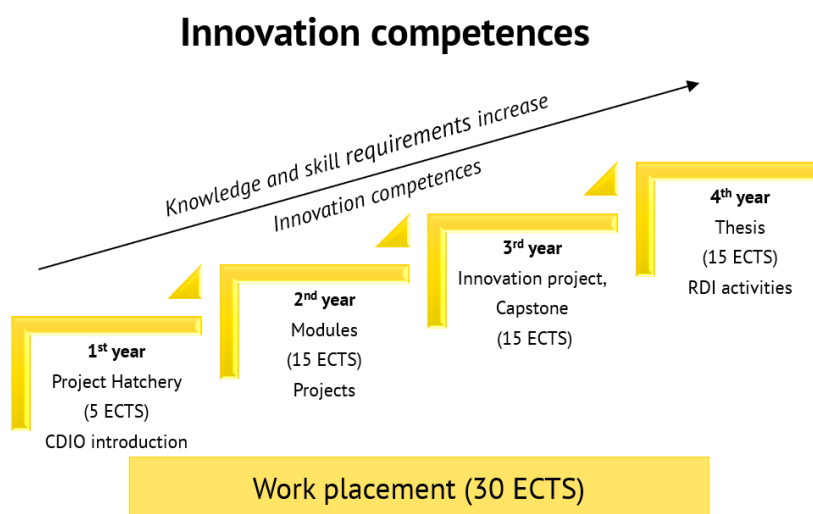 Innovation competences
Knowledge and skill requirements increase
Innovation competences
1st year
Project Hatchery
(5 ECTS)
CDIO introduction
2nd year
Modules
(15 ECTS)
Projects
3rd year
Innovation project,
Capstone
(15 ECTS)
4th year
Thesis
(15 ECTS)
RDI activities
Work placement (30 ECTS)